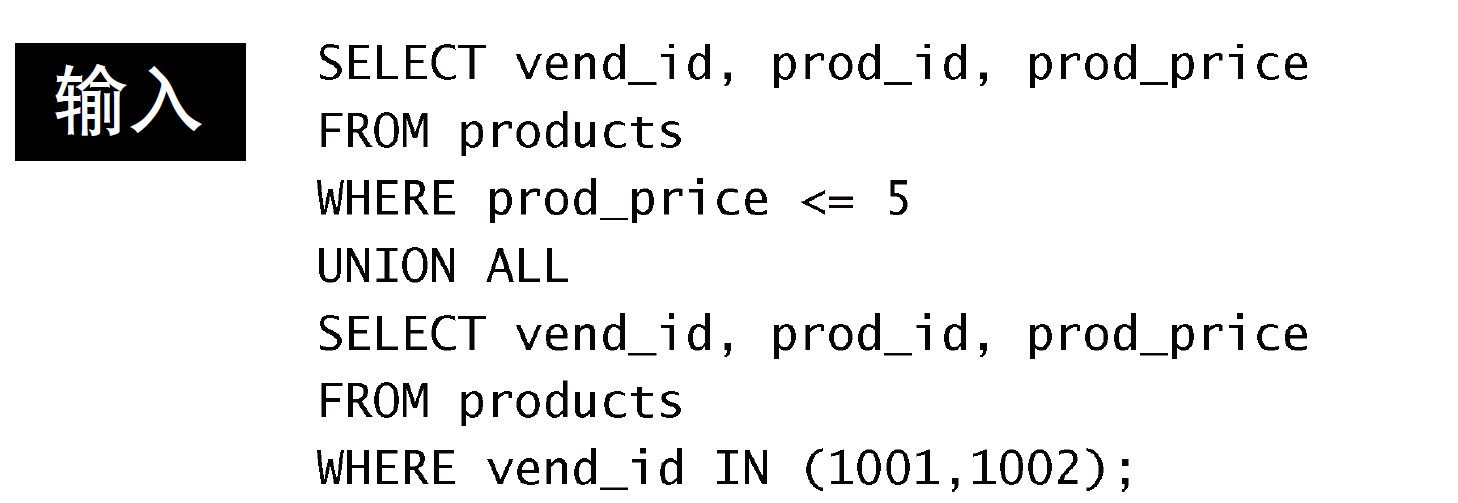 输入
SELECT vend_id, prod_id, prod_price
FROM products
WHERE prod_price <= 5
UNION ALL
SELECT vend_id, prod_id, prod_price
FROM products
WHERE vend_id IN (1001,1002);